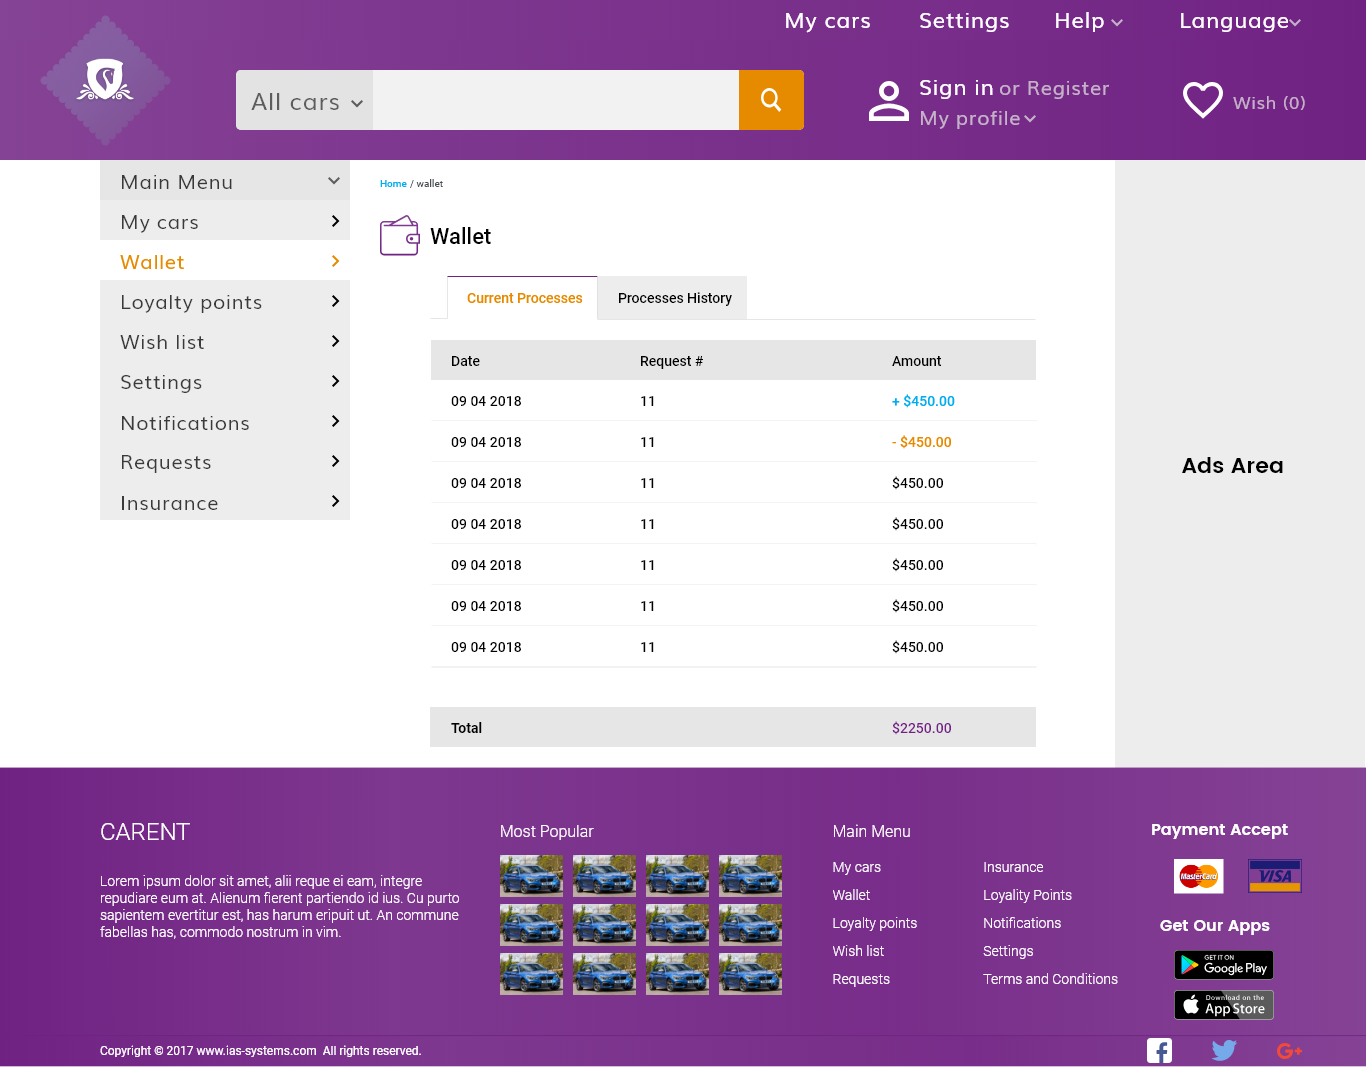 My cars Settings Help Language
All cars
Sign in or Register
My profile
Wish (0)
Main Menu
My cars
Wallet
Loyalty points
Wish list
Settings
Notifications
Requests
Insurance
Home / wallet
Wallet
Current Processes Processes History
Date Request # Amount
09 04 2018 11 + $450.00
09 04 2018 11 - $450.00
09 04 2018 11 $450.00
09 04 2018 11 $450.00
09 04 2018 11 $450.00
09 04 2018 11 $450.00
09 04 2018 11 $450.00
Total $2250.00
Ads Area
CARENT
Lorem ipsum dolor sit amet, alii reque ei eam, integre
repudiare eum at. Alienum fierent partiendo id ius. Cu purto
sapientem evertitur est, has harum eripuit ut. An commune
fabellas has, commodo nostrum in vim.
Most Popular
Main Menu
My cars
Wallet
Loyalty points
Wish list
Requests
Insurance
Loyality Points
Notifications
Settings
Terms and Conditions
Payment Accept
MasterCard VISA
Get Our Apps
GET IT ON
Google Play
Download on the
App Store
Copyright © 2017 www.ias-systems.com All rights reserved.